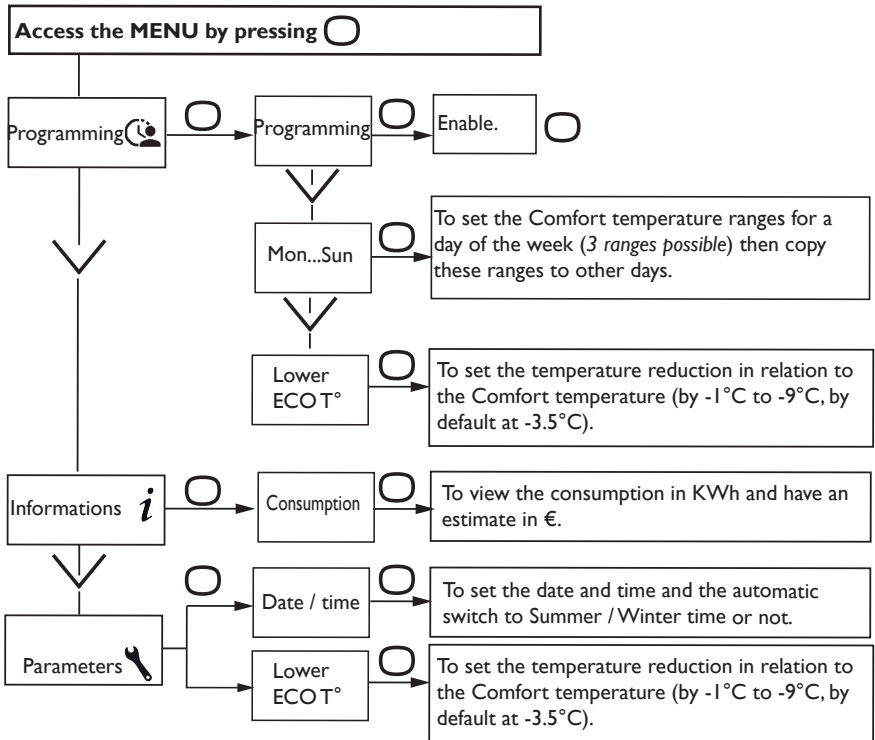 Access the MENU by pressing
Programming
Programming
Enable.
Mon...Sun
To set the Comfort temperature ranges for a
day of the week (3 ranges possible) then copy
these ranges to other days.
Lower
ECO T°
To set the temperature reduction in relation to
the Comfort temperature (by -1°C to -9°C, by
default at -3.5°C).
Informations i
Consumption
To view the consumption in KWh and have an
estimate in €.
Parameters
Date / time
To set the date and time and the automatic
switch to Summer / Winter time or not.
Lower
ECO T°
To set the temperature reduction in relation to
the Comfort temperature (by -1°C to -9°C, by
default at -3.5°C).